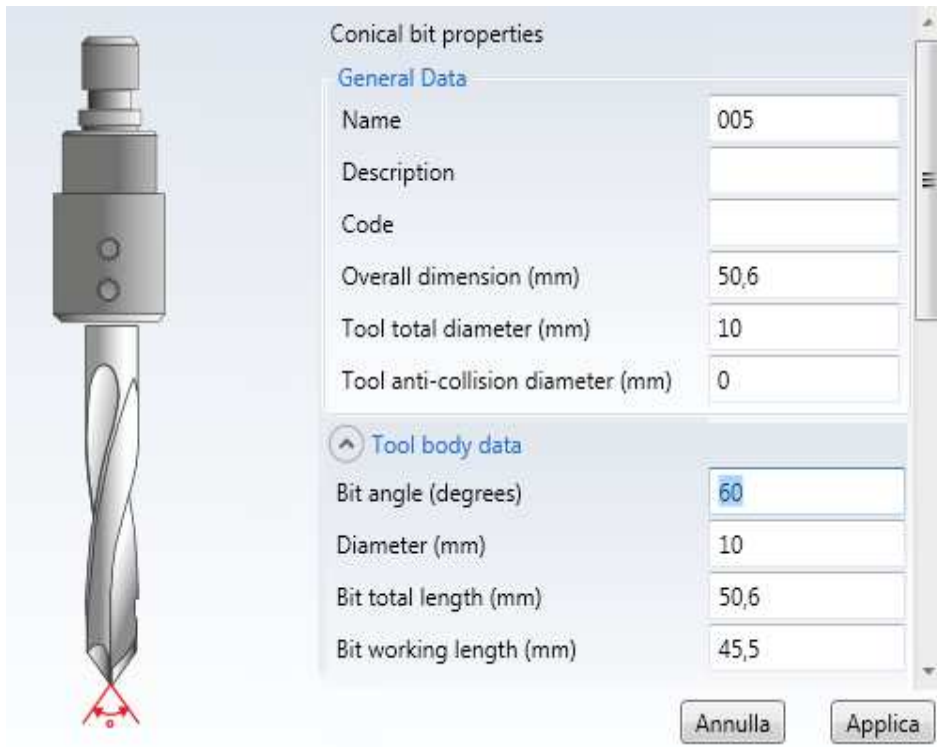 Conical bit properties
General Data
Name 005
Description
Code
Overall dimension (mm) 50,6
Tool total diameter (mm) 10
Tool anti-collision diameter (mm) 0
Tool body data
Bit angle (degrees) 60
Diameter (mm) 10
Bit total length (mm) 50,6
Bit working length (mm) 45,5
Annulla Applica